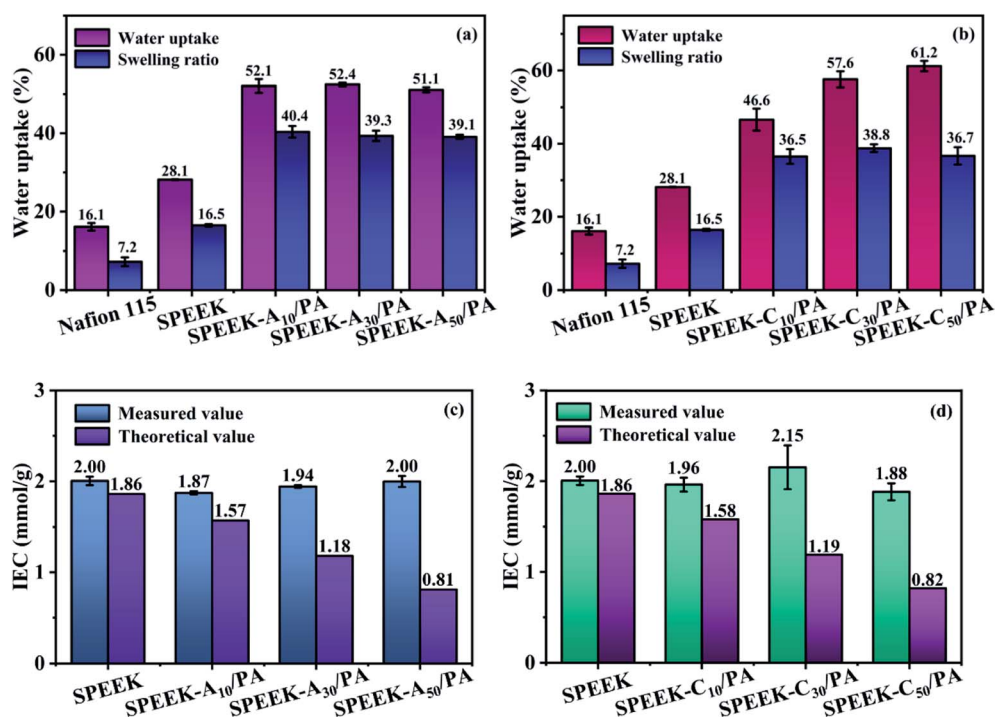 (a)
Water uptake
Swelling ratio
Water uptake (%)
60
40
20
0
16.1
7.2
28.1
16.5
52.1
40.4
52.4
39.3
51.1
39.1
Nafion 115
SPEEK
SPEEK-A10/PA
SPEEK-A30/PA
SPEEK-A50/PA
(b)
Water uptake
Swelling ratio
Water uptake (%)
60
40
20
0
16.1
7.2
28.1
16.5
46.6
36.5
57.6
38.8
61.2
36.7
Nafion 115
SPEEK
SPEEK-C10/PA
SPEEK-C30/PA
SPEEK-C50/PA
(c)
Measured value
Theoretical value
IEC (mmol/g)
3
2
1
0
2.00
1.86
1.87
1.57
1.94
1.18
2.00
0.81
SPEEK
SPEEK-A10/PA
SPEEK-A30/PA
SPEEK-A50/PA
(d)
Measured value
Theoretical value
IEC (mmol/g)
3
2
1
0
2.00
1.86
1.96
1.58
2.15
1.19
1.88
0.82
SPEEK
SPEEK-C10/PA
SPEEK-C30/PA
SPEEK-C50/PA